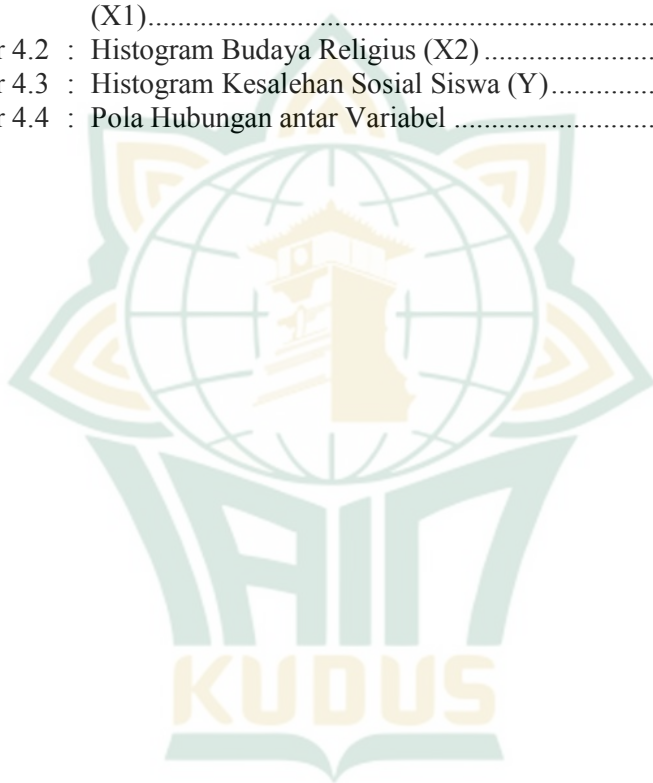 (X1)......................................................................
r 4.2 : Histogram Budaya Religius (X2) ......................
r 4.3 : Histogram Kesalehan Sosial Siswa (Y).............
r 4.4 : Pola Hubungan antar Variabel ..........................
IAIN
KUDUS